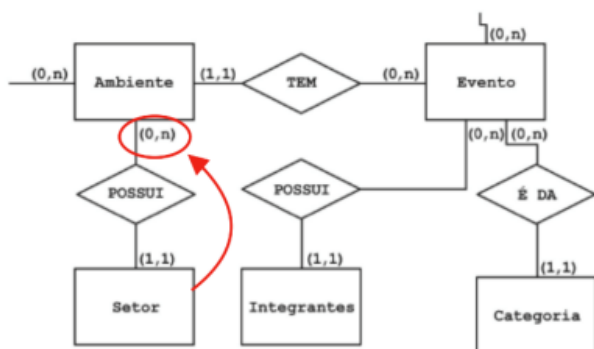 (0,n)
Ambiente
(1,1)
TEM
(0,n)
Evento
(0,n)
(0,n)
(0,n)
POSSUI
POSSUI
É DA
(1,1)
(1,1)
(1,1)
Setor
Integrantes
Categoria